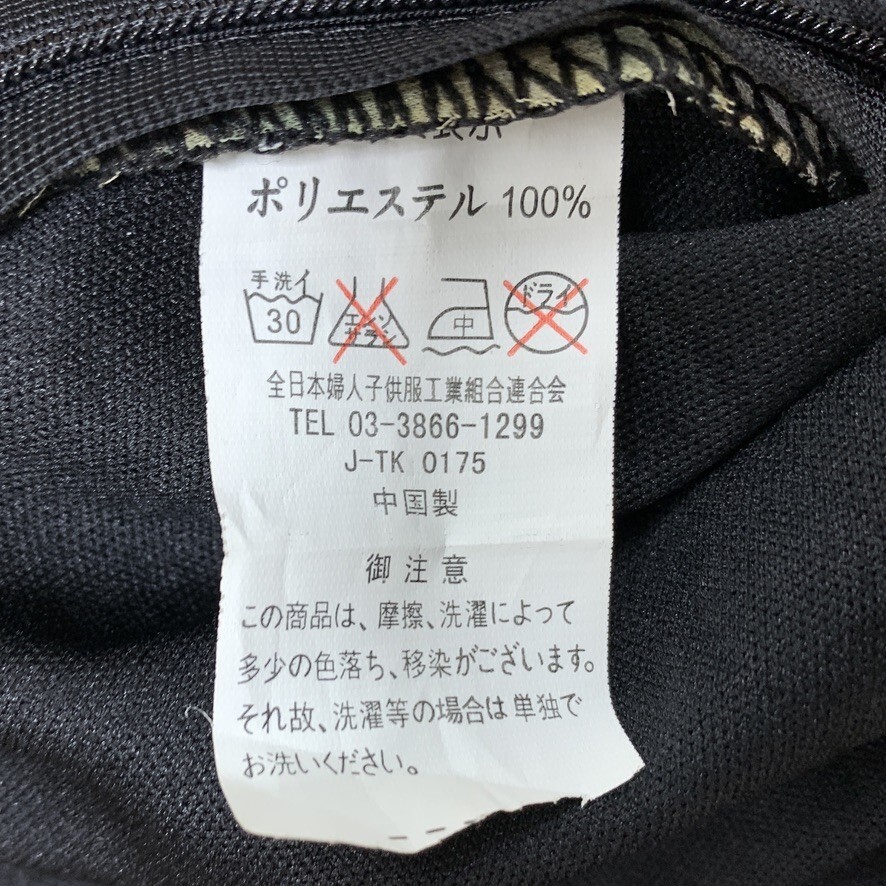 表示
ポリエステル 100%
手洗イ
30
エンソ
サラシ
中
ドライ
全日本婦人子供服工業組合連合会
TEL 03-3866-1299
J-TK 0175
中国製
御注意
この商品は、摩擦、洗濯によって
多少の色落ち、移染がございます。
それ故、洗濯等の場合は単独で
お洗いください。